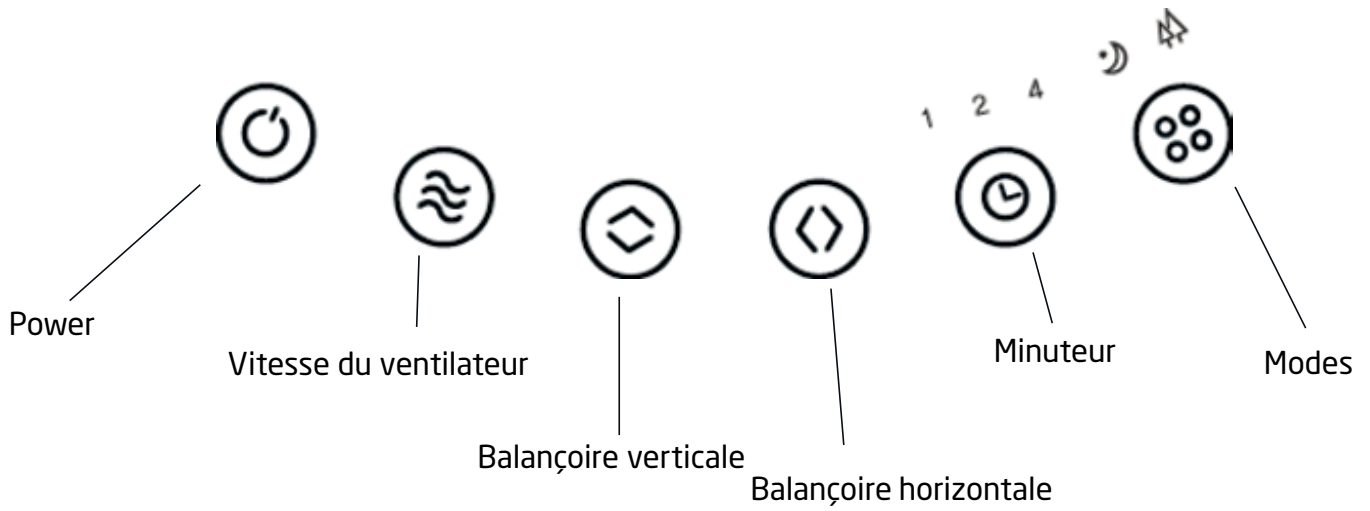 1 2 4
Power
Vitesse du ventilateur
Minuteur
Modes
Balançoire verticale
Balançoire horizontale